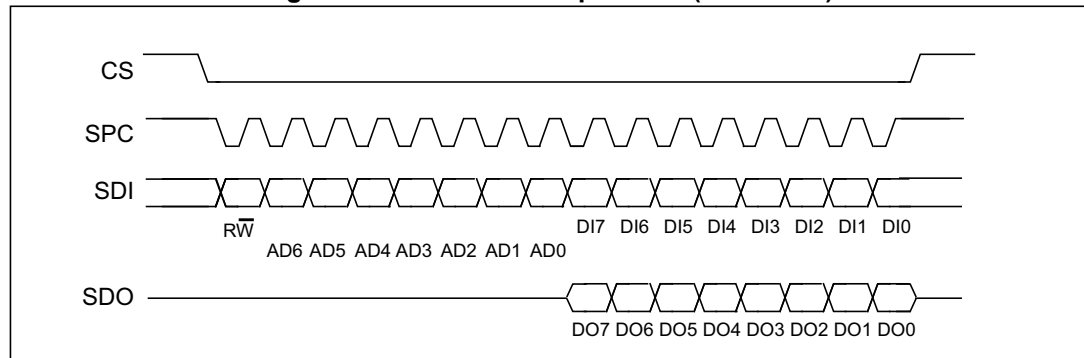 CS
SPC
SDI
RW̅
DI7 DI6 DI5 DI4 DI3 DI2 DI1 DI0
AD6 AD5 AD4 AD3 AD2 AD1 AD0
SDO
DO7 DO6 DO5 DO4 DO3 DO2 DO1 DO0